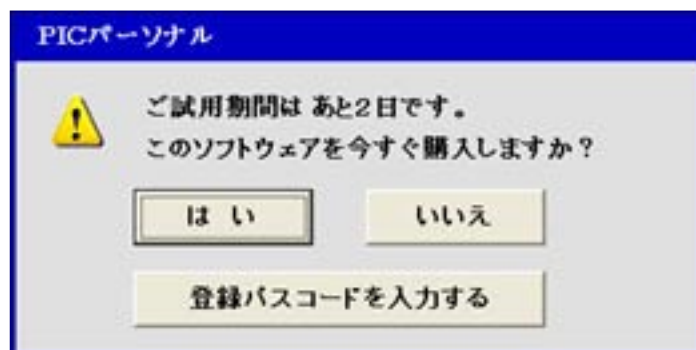 PICパーソナル
ご試用期間は あと2日です。
このソフトウェアを今すぐ購入しますか?
はい
いいえ
登録パスコードを入力する